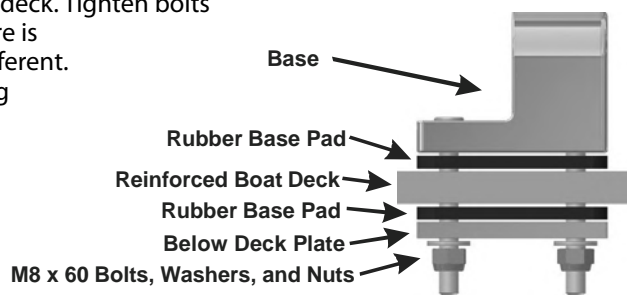 deck. Tighten bolts
re is
ferent.
g
Base
Rubber Base Pad
Reinforced Boat Deck
Rubber Base Pad
Below Deck Plate
M8 x 60 Bolts, Washers, and Nuts